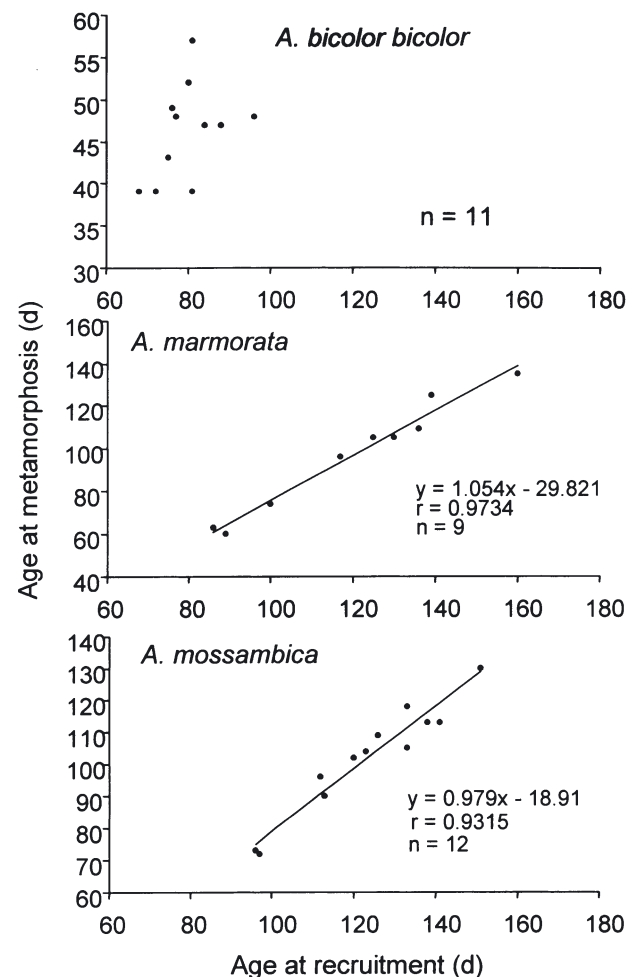 60
A. bicolor bicolor
55
50
45
40
35
n = 11
30
60 80 100 120 140 160 180
160
A. marmorata
140
120
100
80
y = 1.054x - 29.821
r = 0.9734
60
n = 9
40
60 80 100 120 140 160 180
Age at metamorphosis (d)
140
A. mossambica
130
120
110
100
90
y = 0.979x - 18.91
80
r = 0.9315
n = 12
70
60
60 80 100 120 140 160 180
Age at recruitment (d)